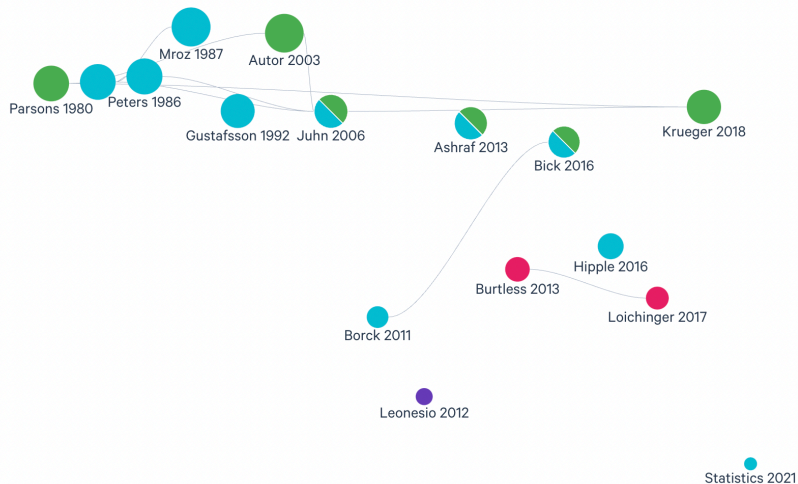 Mroz 1987
Autor 2003
Parsons 1980
Peters 1986
Gustafsson 1992
Juhn 2006
Ashraf 2013
Krueger 2018
Bick 2016
Hipple 2016
Burtless 2013
Loichinger 2017
Borck 2011
Leonesio 2012
Statistics 2021